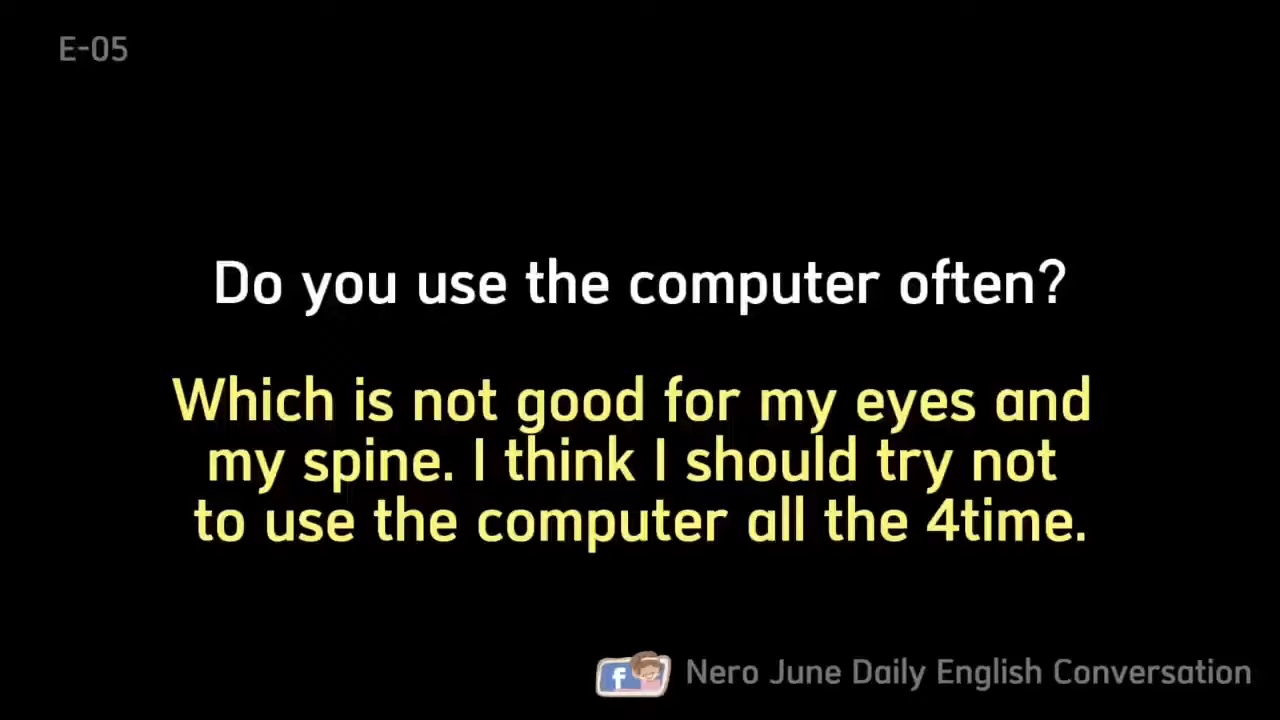 E-05
Do you use the computer often?
Which is not good for my eyes and
my spine. I think I should try not
to use the computer all the 4time.
f Nero June Daily English Conversation